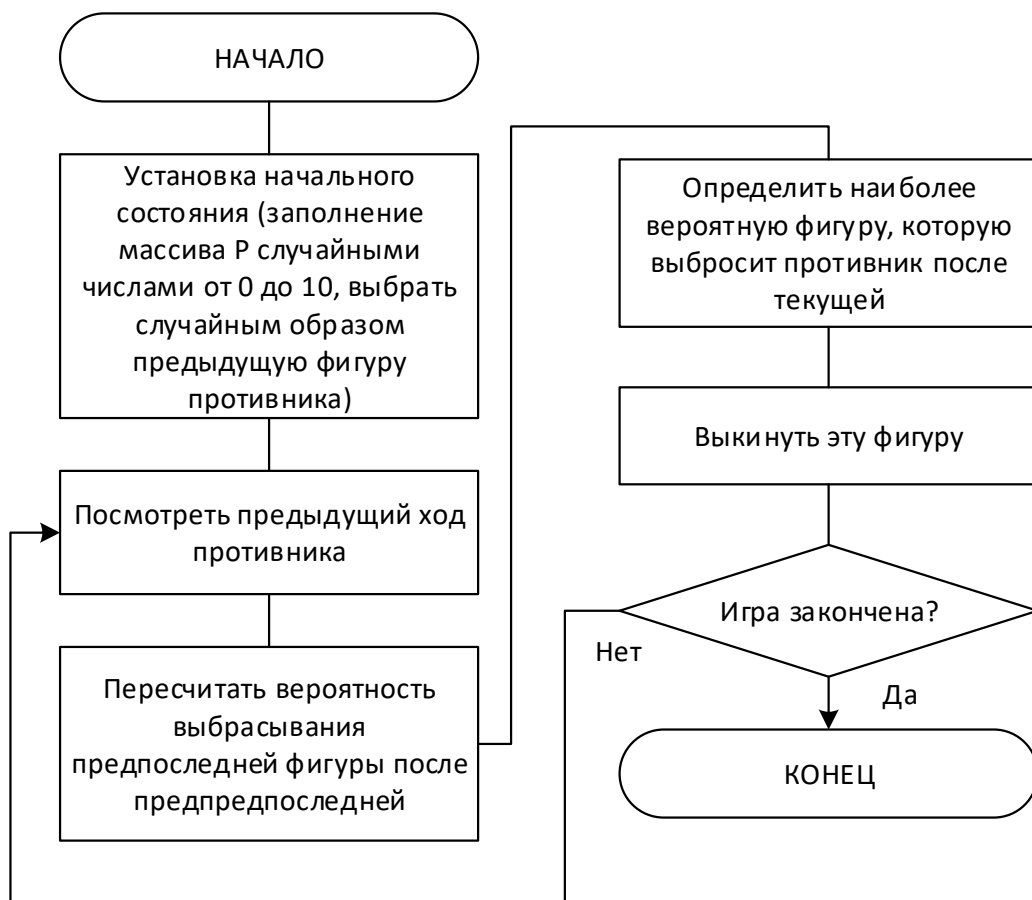 НАЧАЛО
Установка начального
состояния (заполнение
массива P случайными
числами от 0 до 10, выбрать
случайным образом
предыдущую фигуру
противника)
Посмотреть предыдущий ход
противника
Пересчитать вероятность
выбрасывания
предпоследней фигуры после
предпредпоследней
Определить наиболее
вероятную фигуру, которую
выбросит противник после
текущей
Выкинуть эту фигуру
Игра закончена?
Нет
Да
КОНЕЦ